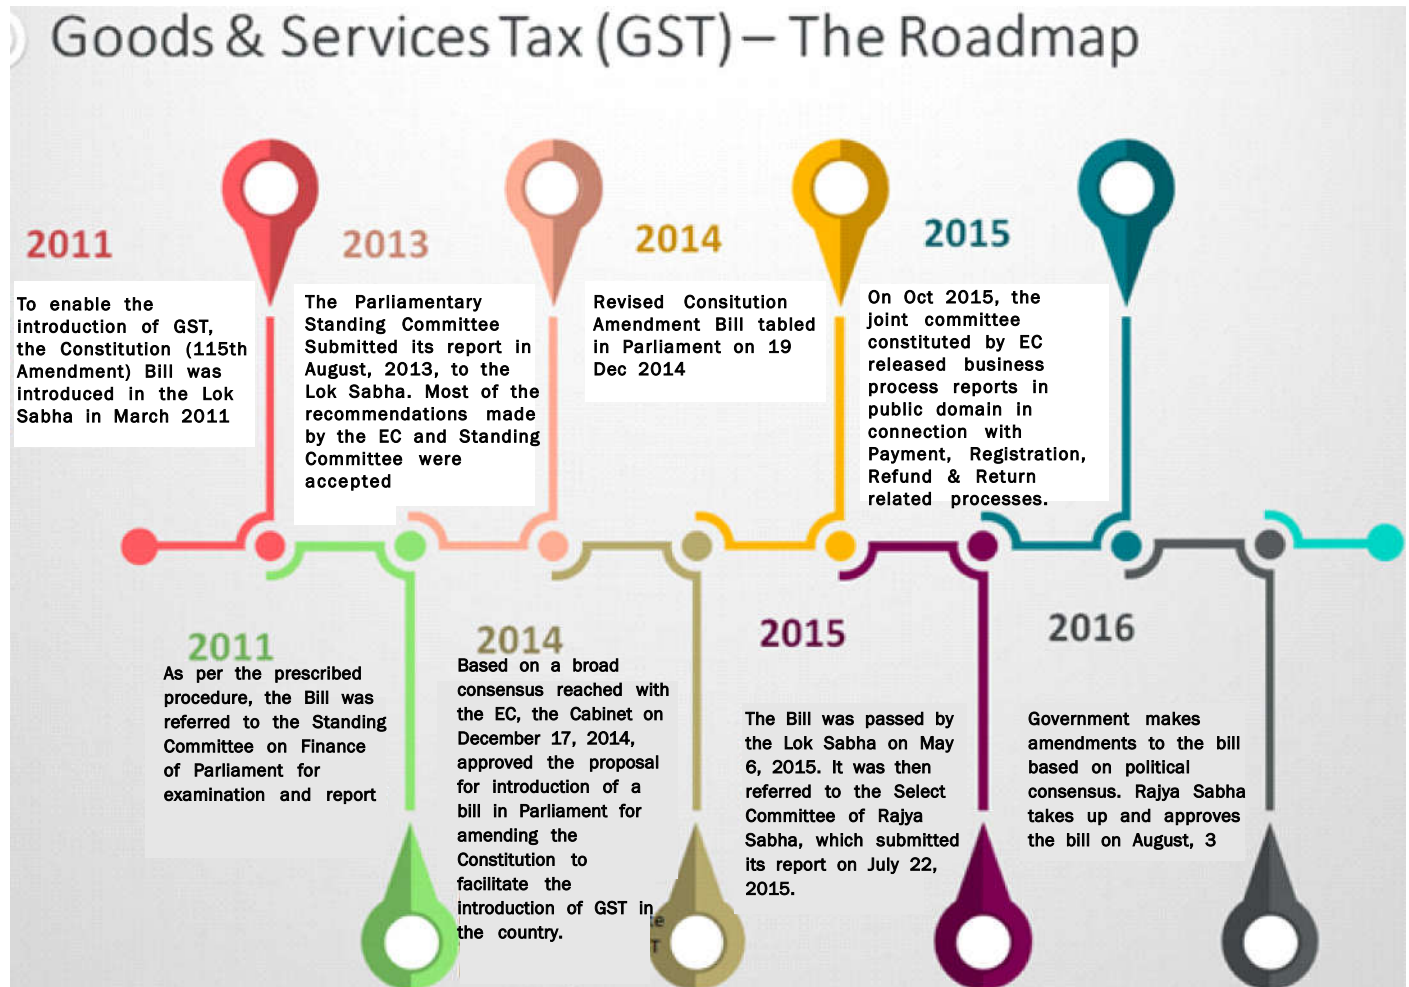 Goods & Services Tax (GST) – The Roadmap
2011
To enable the
introduction of GST,
the Constitution (115th
Amendment) Bill was
introduced in the Lok
Sabha in March 2011
2013
The Parliamentary
Standing Committee
Submitted its report in
August, 2013, to the
Lok Sabha. Most of the
recommendations made
by the EC and Standing
Committee were
accepted
2014
Revised Consitution
Amendment Bill tabled
in Parliament on 19
Dec 2014
2015
On Oct 2015, the
joint committee
constituted by EC
released business
process reports in
public domain in
connection with
Payment, Registration,
Refund & Return
related processes.
2011
As per the prescribed
procedure, the Bill was
referred to the Standing
Committee on Finance
of Parliament for
examination and report
2014
Based on a broad
consensus reached with
the EC, the Cabinet on
December 17, 2014,
approved the proposal
for introduction of a
bill in Parliament for
amending the
Constitution to
facilitate the
introduction of GST in
the country.
2015
The Bill was passed by
the Lok Sabha on May
6, 2015. It was then
referred to the Select
Committee of Rajya
Sabha, which submitted
its report on July 22,
2015.
2016
Government makes
amendments to the bill
based on political
consensus. Rajya Sabha
takes up and approves
the bill on August, 3